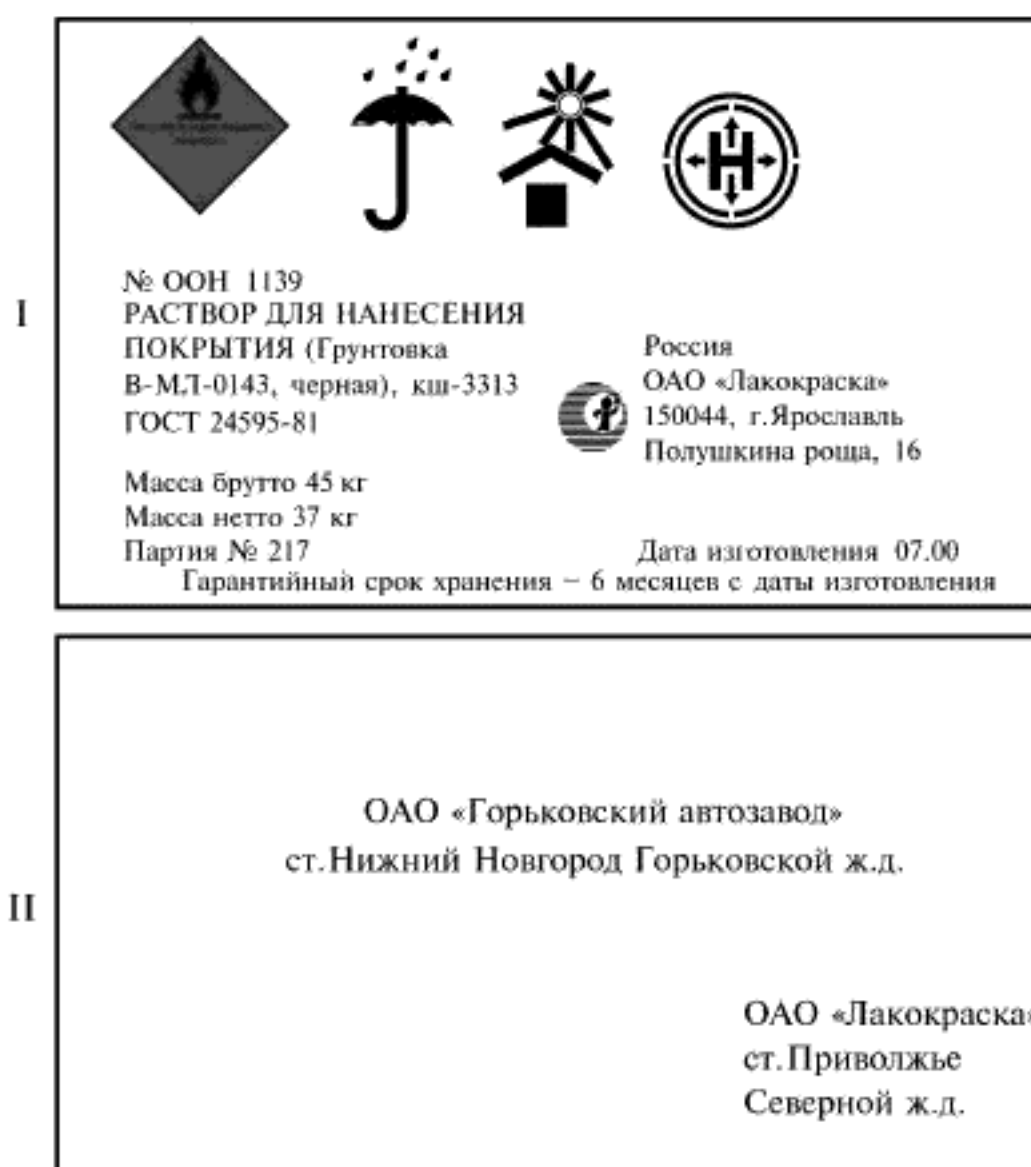 № ООН 1139
РАСТВОР ДЛЯ НАНЕСЕНИЯ
ПОКРЫТИЯ (Грунтовка
В-МЛ-0143, черная), кш-3313
ГОСТ 24595-81
Россия
ОАО «Лакокраска»
150044, г.Ярославль
Полушкина роща, 16
Масса брутто 45 кг
Масса нетто 37 кг
Партия № 217
Дата изготовления 07.00
Гарантийный срок хранения – 6 месяцев с даты изготовления
I
ОАО «Горьковский автозавод»
ст.Нижний Новгород Горьковской ж.д.
II
ОАО «Лакокраска»
ст.Приволжье
Северной ж.д.